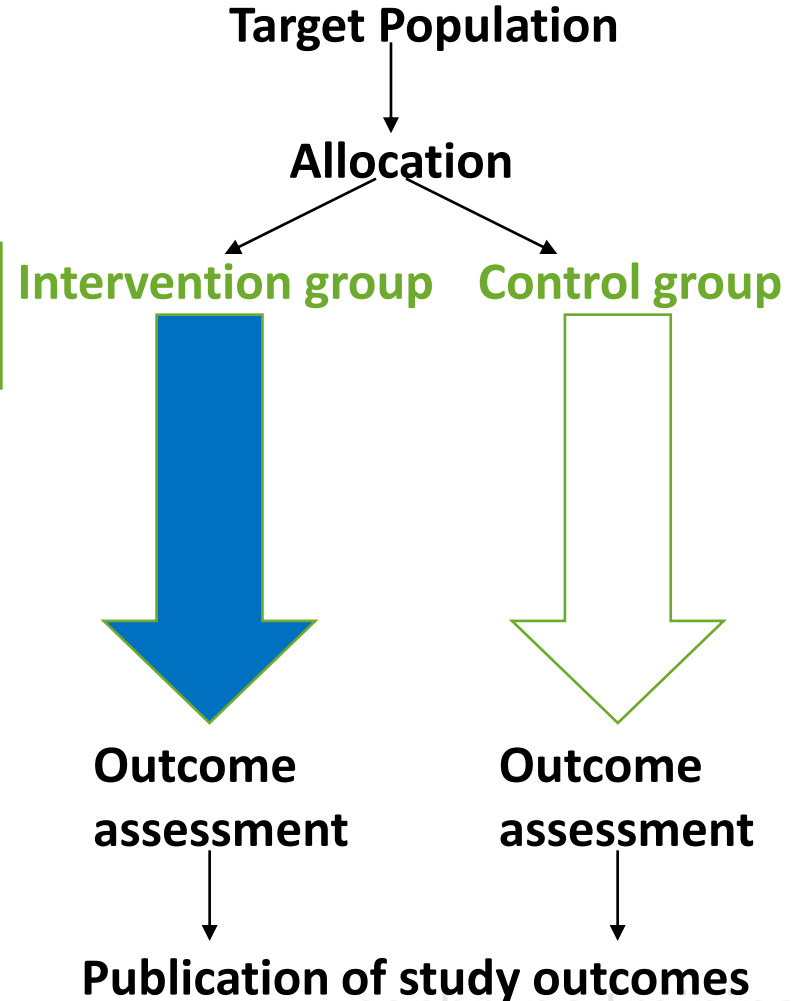 Target Population
Allocation
Intervention group
Control group
Outcome
assessment
Outcome
assessment
Publication of study outcomes